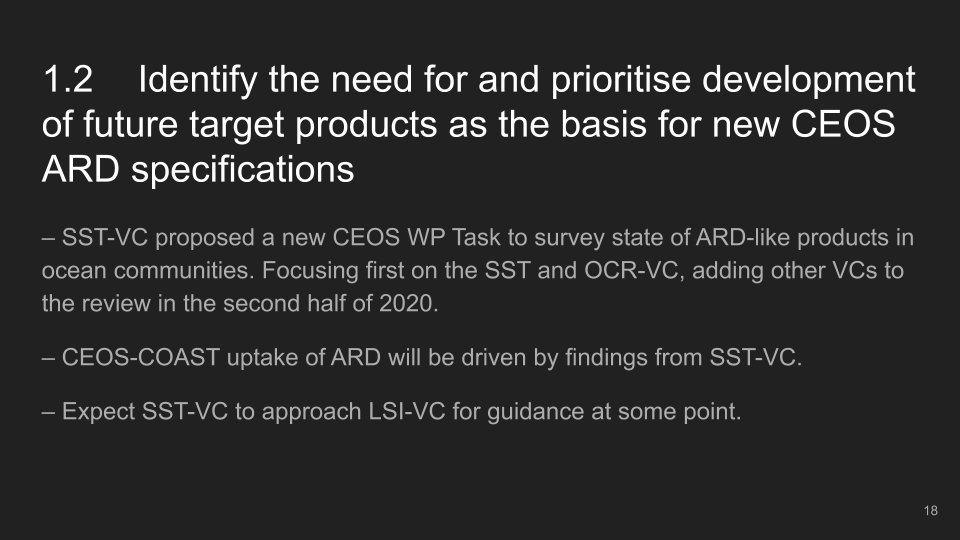 1.2 Identify the need for and prioritise development
of future target products as the basis for new CEOS
ARD specifications
– SST-VC proposed a new CEOS WP Task to survey state of ARD-like products in
ocean communities. Focusing first on the SST and OCR-VC, adding other VCs to
the review in the second half of 2020.
– CEOS-COAST uptake of ARD will be driven by findings from SST-VC.
– Expect SST-VC to approach LSI-VC for guidance at some point.
18